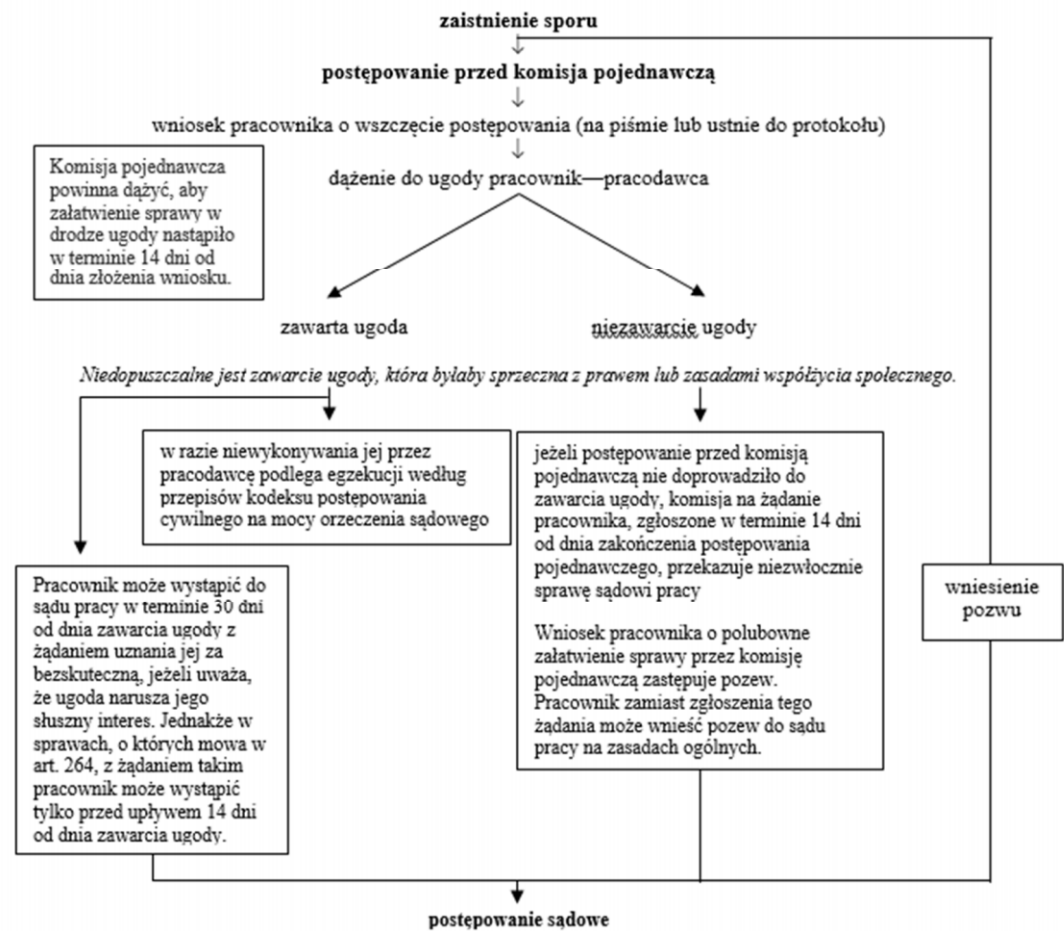 zaistnienie sporu
postępowanie przed komisja pojednawczą
wniosek pracownika o wszczęcie postępowania (na piśmie lub ustnie do protokołu)
Komisja pojednawcza
powinna dążyć, aby
załatwienie sprawy w
drodze ugody nastąpiło
w terminie 14 dni od
dnia złożenia wniosku.
dążenie do ugody pracownik—pracodawca
zawarta ugoda
niezawarcie ugody
Niedopuszczalne jest zawarcie ugody, która byłaby sprzeczna z prawem lub zasadami współżycia społecznego.
w razie niewykonywania jej przez
pracodawcę podlega egzekucji według
przepisów kodeksu postępowania
cywilnego na mocy orzeczenia sądowego
jeżeli postępowanie przed komisją
pojednawczą nie doprowadziło do
zawarcia ugody, komisja na żądanie
pracownika, zgłoszone w terminie 14 dni
od dnia zakończenia postępowania
pojednawczego, przekazuje niezwłocznie
sprawę sądowi pracy
Wniosek pracownika o polubowne
załatwienie sprawy przez komisję
pojednawczą zastępuje pozew.
Pracownik zamiast zgłoszenia tego
żądania może wnieść pozew do sądu
pracy na zasadach ogólnych.
Pracownik może wystąpić do
sądu pracy w terminie 30 dni
od dnia zawarcia ugody z
żądaniem uznania jej za
bezskuteczną, jeżeli uważa,
że ugoda narusza jego
słuszny interes. Jednakże w
sprawach, o których mowa w
art. 264, z żądaniem takim
pracownik może wystąpić
tylko przed upływem 14 dni
od dnia zawarcia ugody.
wniesienie
pozwu
postępowanie sądowe